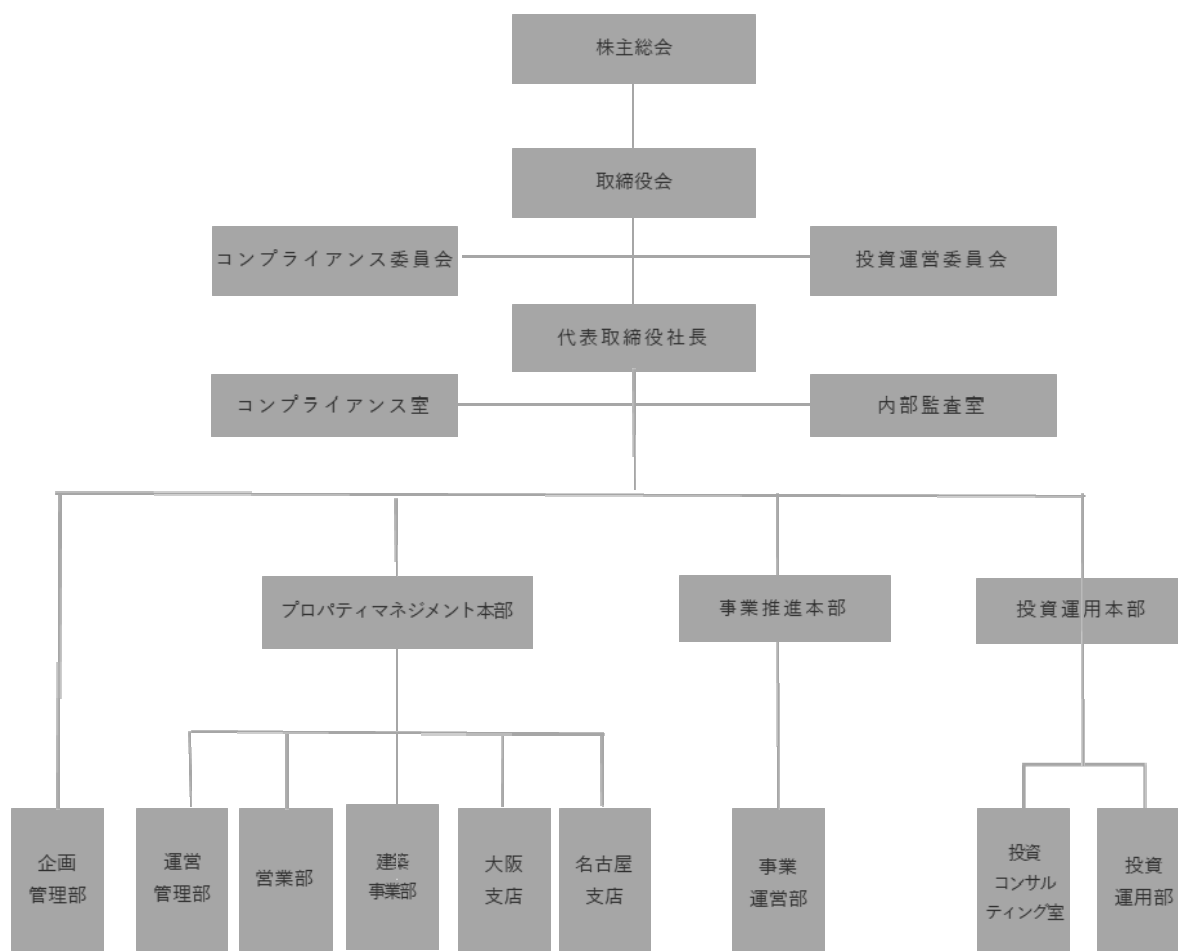 株主総会
取締役会
コンプライアンス委員会
投資運営委員会
代表取締役社長
コンプライアンス室
内部監査室
プロパティマネジメント本部
事業推進本部
投資運用本部
企画
管理部
運営
管理部
営業部
建築
事業部
大阪
支店
名古屋
支店
事業
運営部
投資
コンサル
ティング室
投資
運用部